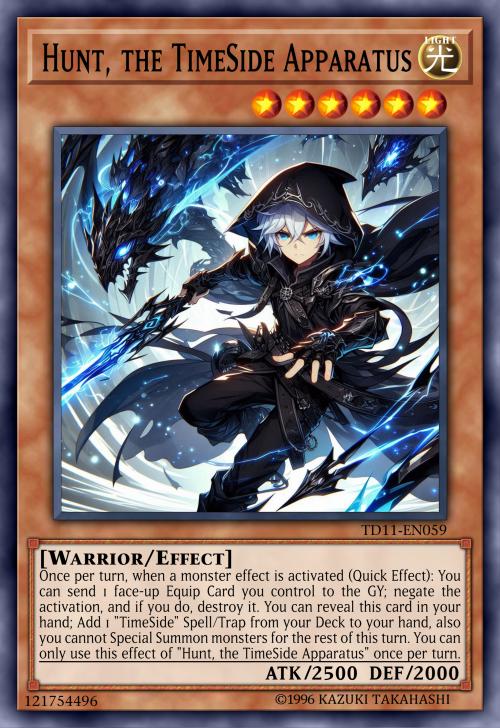 Hunt, the TimeSide Apparatus
LIGHT
光
TD11-EN059
[Warrior/Effect]
Once per turn, when a monster effect is activated (Quick Effect): You
can send 1 face-up Equip Card you control to the GY; negate the
activation, and if you do, destroy it. You can reveal this card in your
hand; Add 1 "TimeSide" Spell/Trap from your Deck to your hand, also
you cannot Special Summon monsters for the rest of this turn. You can
only use this effect of "Hunt, the TimeSide Apparatus" once per turn.
ATK/2500 DEF/2000
121754496
©1996 KAZUKI TAKAHASHI